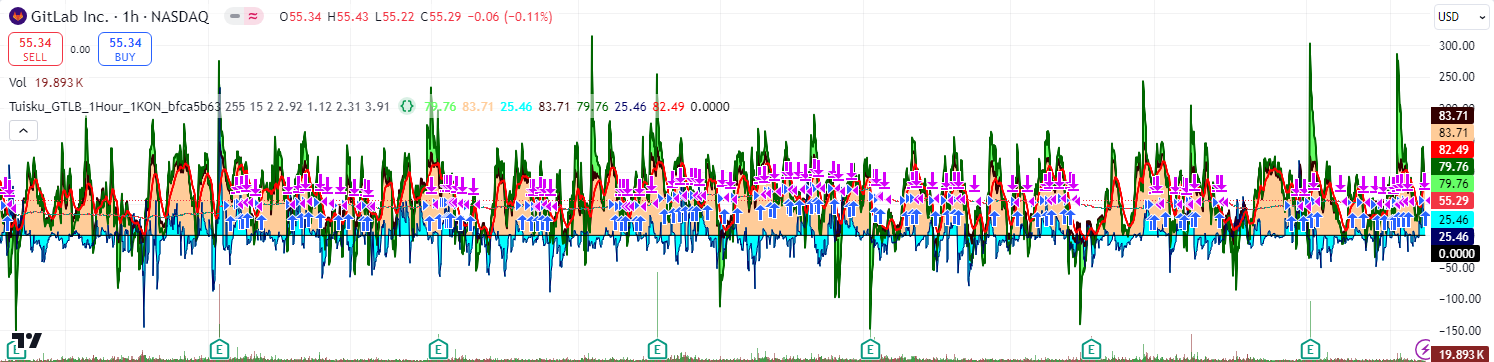 GitLab Inc. · 1h · NASDAQ O55.34 H55.43 L55.22 C55.29 −0.06 (−0.11%)
USD
55.34 SELL 0.00 55.34 BUY
Vol 19.893 K
Tuisku_GTLB_1Hour_1KON_bfca5b63 255 15 2 2.92 1.12 2.31 3.91 79.76 83.71 25.46 83.71 79.76 25.46 82.49 0.0000
300.00
250.00
83.71
83.71
82.49
79.76
79.76
55.29
25.46
25.46
0.0000
−50.00
−100.00
−150.00
E E E E E E E
19.893 K